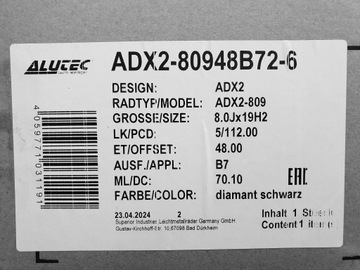 ALUTEC
ADX2-80948B72-6
DESIGN: ADX2
RADTYP/MODEL: ADX2-809
GROSSE/SIZE: 8.0Jx19H2
LK/PCD: 5/112.00
ET/OFFSET: 48.00
AUSF./APPL: B7
ML/DC: 70.10
FARBE/COLOR: diamant schwarz
4059771031191
EAC
23.04.2024 2
Superior Industries Leichtmetallräder Germany GmbH.
Gustav-Kirchhoff-Str. 10,67098 Bad Dürkheim
Inhalt 1
Content 1